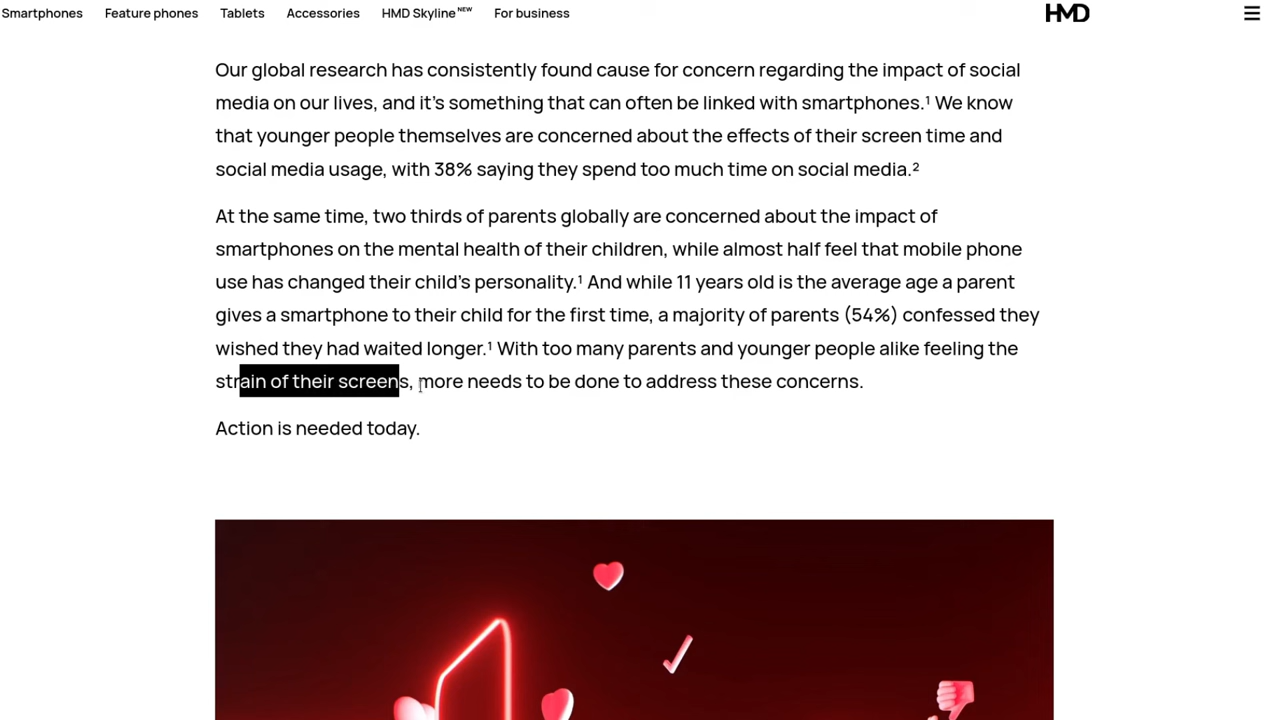 Smartphones Feature phones Tablets Accessories HMD Skyline NEW For business HMD
Our global research has consistently found cause for concern regarding the impact of social
media on our lives, and it’s something that can often be linked with smartphones.¹ We know
that younger people themselves are concerned about the effects of their screen time and
social media usage, with 38% saying they spend too much time on social media.²
At the same time, two thirds of parents globally are concerned about the impact of
smartphones on the mental health of their children, while almost half feel that mobile phone
use has changed their child’s personality.¹ And while 11 years old is the average age a parent
gives a smartphone to their child for the first time, a majority of parents (54%) confessed they
wished they had waited longer.¹ With too many parents and younger people alike feeling the
strain of their screens, more needs to be done to address these concerns.
Action is needed today.